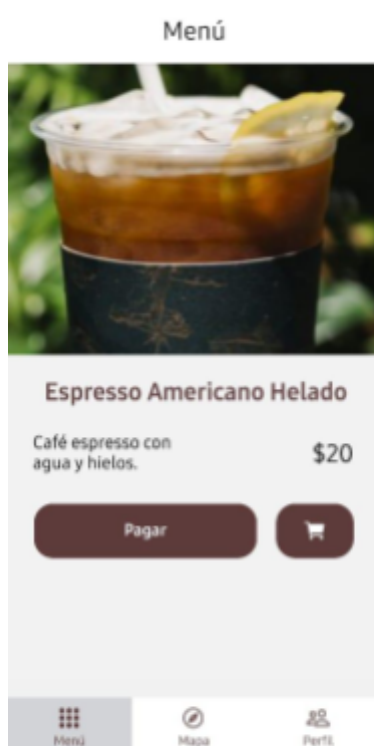 Menú
Espresso Americano Helado
Café espresso con
agua y hielos.
$20
Pagar
Menú
Mapa
Perfil